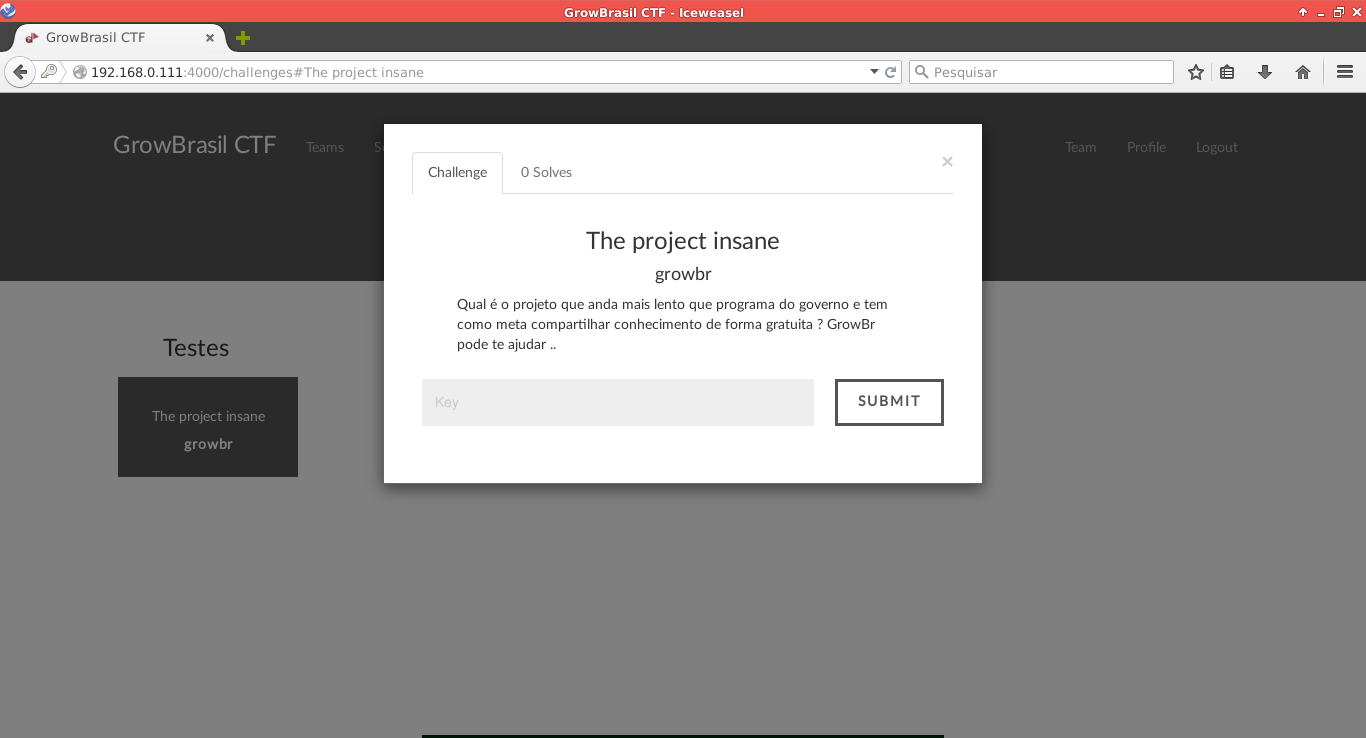 GrowBrasil CTF - Iceweasel
GrowBrasil CTF
192.168.0.111:4000/challenges#The project insane
Pesquisar
GrowBrasil CTF
Teams
Team
Profile
Logout
Challenge
0 Solves
×
The project insane
growbr
Qual é o projeto que anda mais lento que programa do governo e tem
como meta compartilhar conhecimento de forma gratuita ? GrowBr
pode te ajudar ..
Key
SUBMIT
Testes
The project insane
growbr